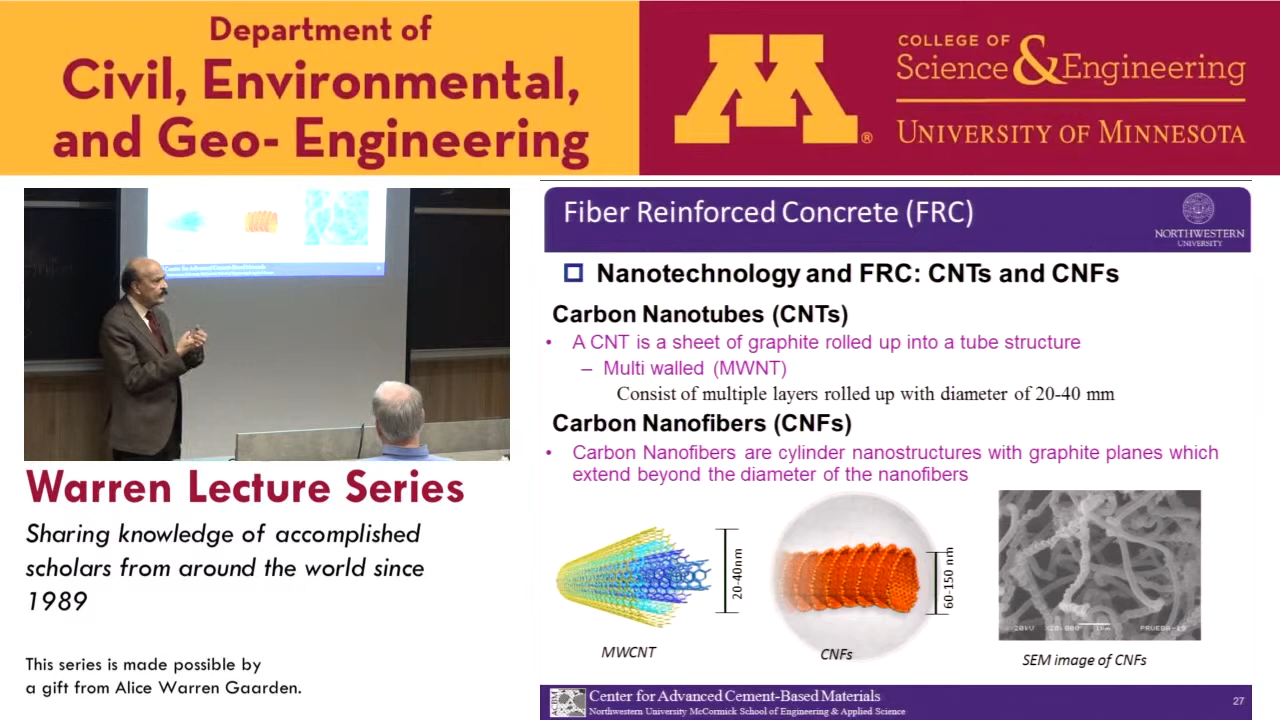 Department of
Civil, Environmental,
and Geo- Engineering
M®
COLLEGE OF
Science & Engineering
UNIVERSITY OF MINNESOTA
Warren Lecture Series
Sharing knowledge of accomplished
scholars from around the world since
1989
This series is made possible by
a gift from Alice Warren Gaarden.
Fiber Reinforced Concrete (FRC)
NORTHWESTERN
UNIVERSITY
Nanotechnology and FRC: CNTs and CNFs
Carbon Nanotubes (CNTs)
• A CNT is a sheet of graphite rolled up into a tube structure
– Multi walled (MWNT)
Consist of multiple layers rolled up with diameter of 20-40 mm
Carbon Nanofibers (CNFs)
• Carbon Nanofibers are cylinder nanostructures with graphite planes which
extend beyond the diameter of the nanofibers
20-40nm
60-150 nm
MWCNT
CNFs
SEM image of CNFs
Center for Advanced Cement-Based Materials
Northwestern University McCormick School of Engineering & Applied Science
27